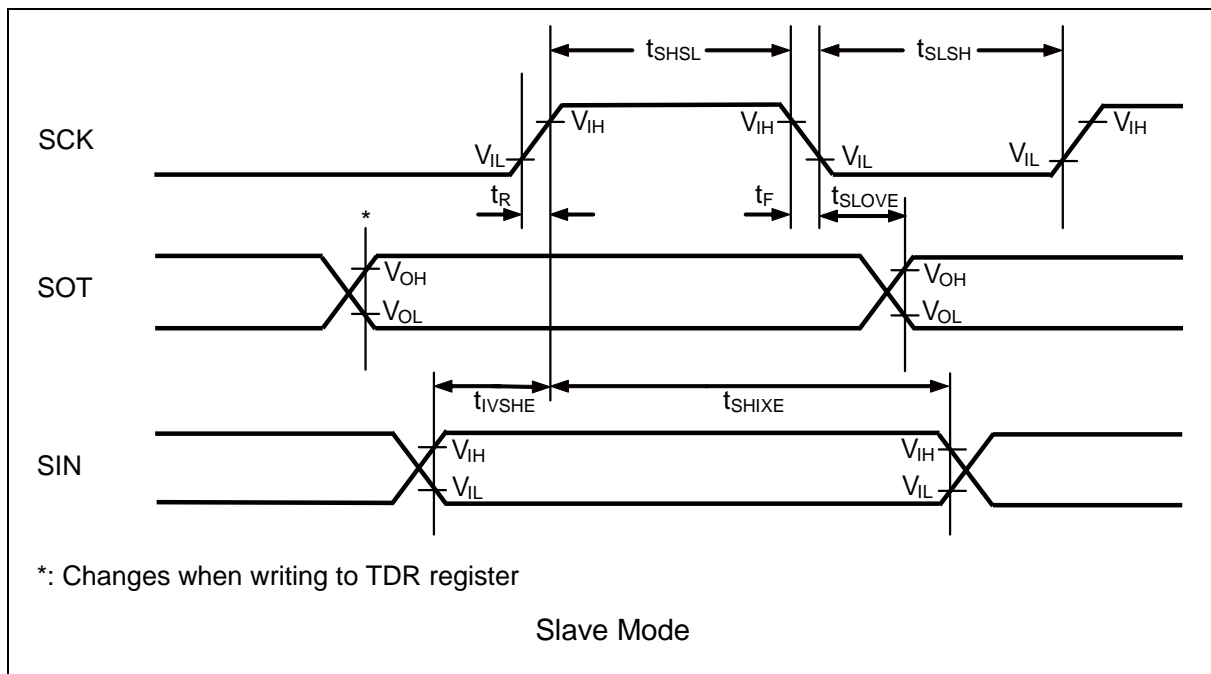 tSHSL tSLSH
SCK VIL VIH VIH VIL VIL VIH
tR tF tSLOVE
*
SOT VOH VOH
VOL VOL
tIVSHE tSHIXE
SIN VIH VIH
VIL VIL
*: Changes when writing to TDR register
Slave Mode